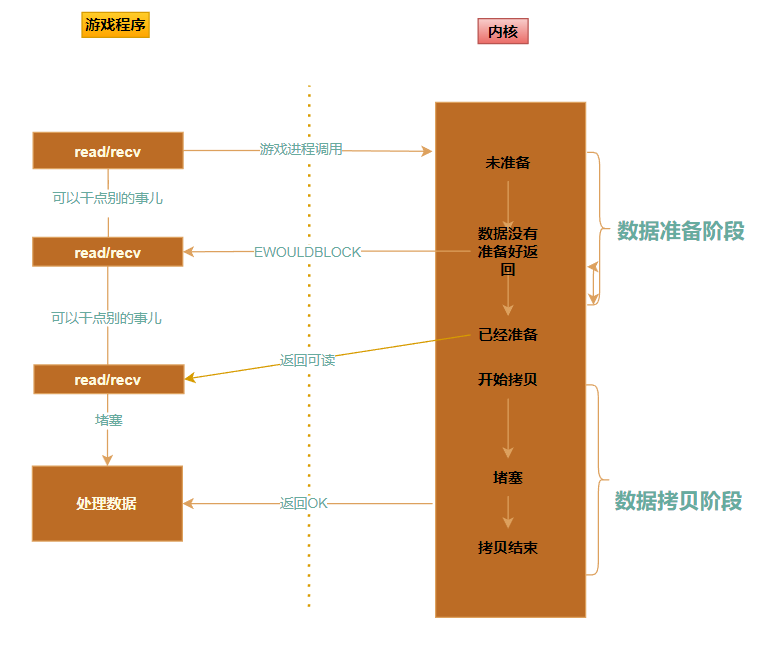 游戏程序
内核
read/recv
游戏进程调用
未准备
可以干点别的事儿
数据没有
准备好返
回
数据准备阶段
read/recv
EWOULDBLOCK
可以干点别的事儿
已经准备
返回可读
read/recv
开始拷贝
堵塞
堵塞
处理数据
返回OK
数据拷贝阶段
拷贝结束